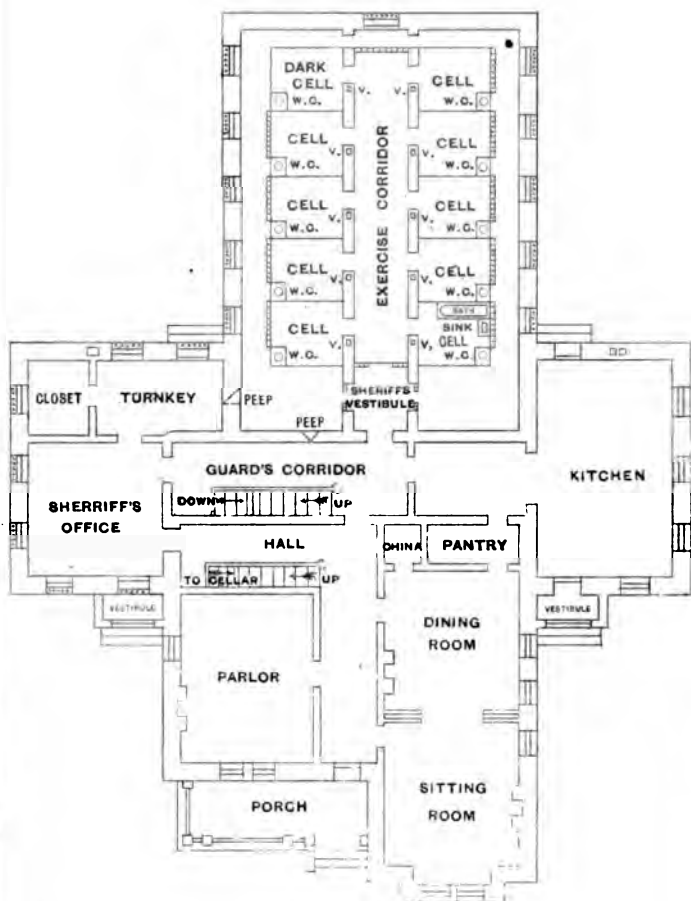 DARK
CELL
W.C.
V.
V.
CELL
W.C.
CELL
W.C.
V.
V.
CELL
W.C.
CELL
W.C.
V.
V.
CELL
W.C.
CELL
W.C.
V.
V.
CELL
W.C.
CELL
W.C.
V.
V.
BATH
SINK
CELL
W.C.
EXERCISE CORRIDOR
SHERIFF'S
VESTIBULE
CLOSET
TURNKEY
PEEP
PEEP
GUARD'S CORRIDOR
KITCHEN
SHERRIFF'S
OFFICE
DOWN
UP
HALL
CHINA
PANTRY
TO CELLAR
UP
VESTIBULE
VESTIBULE
DINING
ROOM
PARLOR
SITTING
ROOM
PORCH